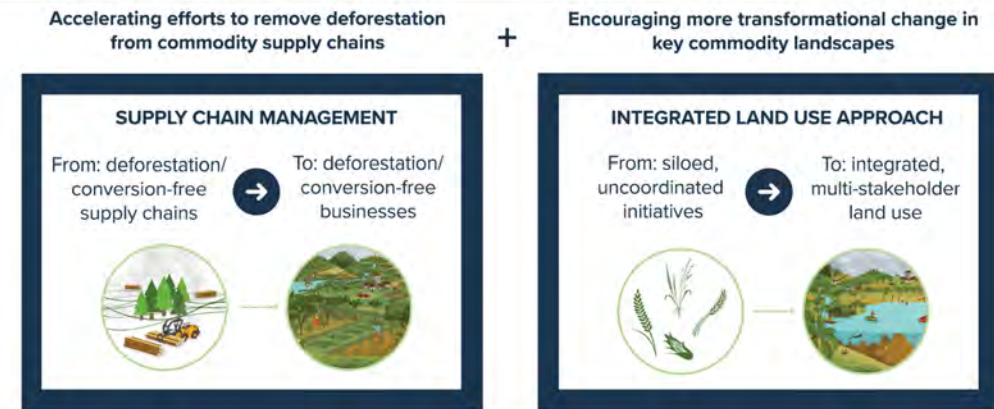 Accelerating efforts to remove deforestation
from commodity supply chains
+
Encouraging more transformational change in
key commodity landscapes
SUPPLY CHAIN MANAGEMENT
From: deforestation/
conversion-free
supply chains
To: deforestation/
conversion-free
businesses
INTEGRATED LAND USE APPROACH
From: siloed,
uncoordinated
initiatives
To: integrated,
multi-stakeholder
land use